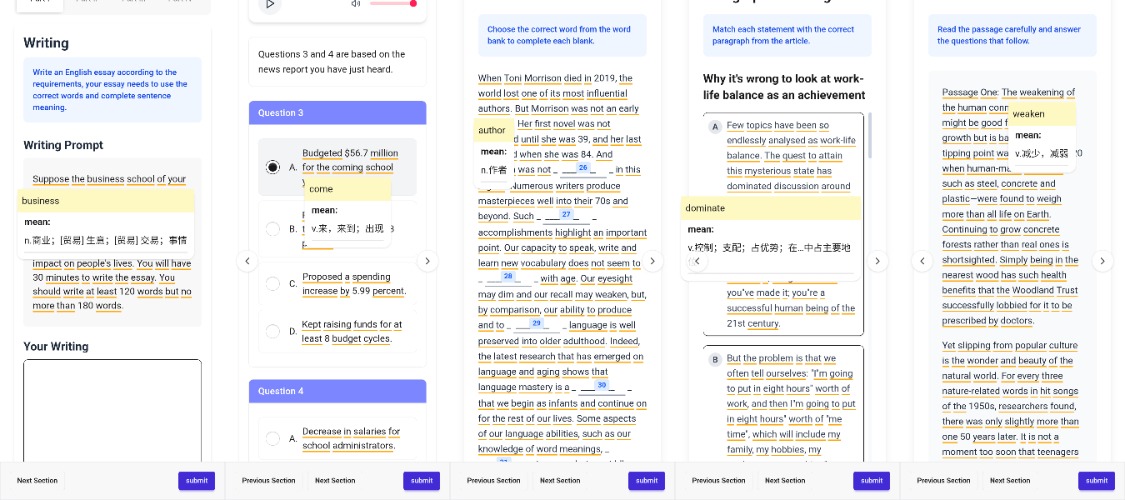 Writing
Write an English essay according to the
requirements, your essay needs to use the
correct words and complete sentence
meaning.
Writing Prompt
Suppose the business school of your
business
mean:
n.商业；[贸易] 生意；[贸易] 交易；事情
impact on people's lives. You will have
30 minutes to write the essay. You
should write at least 120 words but no
more than 180 words.
Your Writing
Next Section
submit
Questions 3 and 4 are based on the
news report you have just heard.
Question 3
A. Budgeted $56.7 million
for the coming school
come
mean:
v.来，来到；出现
B.
C. Proposed a spending
increase by 5.99 percent.
D. Kept raising funds for at
least 8 budget cycles.
Question 4
A. Decrease in salaries for
school administrators.
Previous Section
Next Section
submit
Choose the correct word from the word
bank to complete each blank.
When Toni Morrison died in 2019, the
world lost one of its most influential
authors. But Morrison was not an early
Her first novel was not
until she was 39, and her last
when she was 84. And
author
mean:
n.作者
was not _ 26 _ in this
Numerous writers produce
masterpieces well into their 70s and
beyond. Such _ 27 _
accomplishments highlight an important
point. Our capacity to speak, write and
learn new vocabulary does not seem to
_ 28 _ with age. Our eyesight
may dim and our recall may weaken, but,
by comparison, our ability to produce
and to _ 29 _ language is well
preserved into older adulthood. Indeed,
the latest research that has emerged on
language and aging shows that
language mastery is a _ 30 _
that we begin as infants and continue on
for the rest of our lives. Some aspects
of our language abilities, such as our
knowledge of word meanings, _
Previous Section
Next Section
submit
Match each statement with the correct
paragraph from the article.
Why it's wrong to look at work-
life balance as an achievement
A Few topics have been so
endlessly analysed as work-life
balance. The quest to attain
this mysterious state has
dominated discussion around
dominate
mean:
v.控制；支配；占优势；在…中占主要地
you've made it; you're a
successful human being of the
21st century.
B But the problem is that we
often tell ourselves: "I'm going
to put in eight hours" worth of
work, and then I'm going to put
in eight hours" worth of "me
time", which will include my
family, my hobbies, my
Previous Section
Next Section
submit
Read the passage carefully and answer
the questions that follow.
Passage One: The weakening of
the human
might be good f
growth but is ba
tipping point wa
when human-m
weaken
mean:
v.减少，减弱
such as steel, concrete and
plastic—were found to weigh
more than all life on Earth.
Continuing to grow concrete
forests rather than real ones is
shortsighted. Simply being in the
nearest wood has such health
benefits that the Woodland Trust
successfully lobbied for it to be
prescribed by doctors.
Yet slipping from popular culture
is the wonder and beauty of the
natural world. For every three
nature-related words in hit songs
of the 1950s, researchers found,
there was only slightly more than
one 50 years later. It is not a
moment too soon that teenagers
Previous Section
Next Section
submit